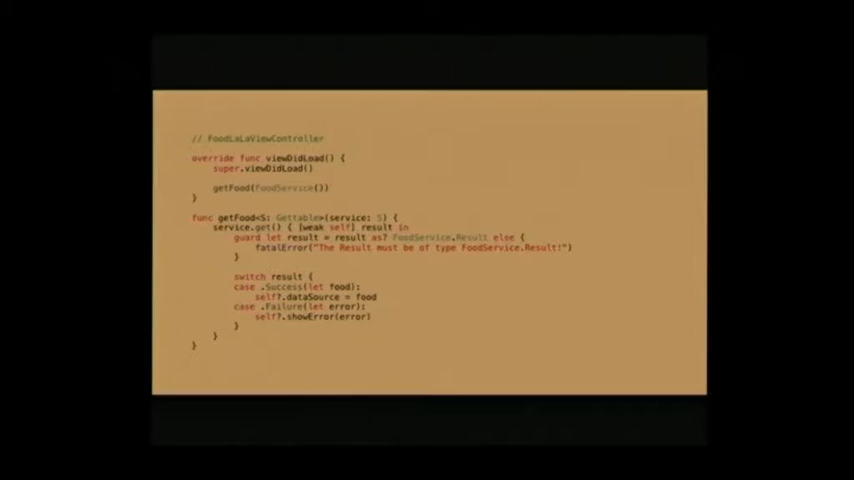 // FoodLaLaViewController
override func viewDidLoad() {
super.viewDidLoad()
getFood(FoodService())
}
func getFood<S: Gettable>(service: S) {
service.get() { [weak self] result in
guard let result = result as? FoodService.Result else {
fatalError("The Result must be of type FoodService.Result!")
}
switch result {
case .Success(let food):
self?.dataSource = food
case .Failure(let error):
self?.showError(error)
}
}
}